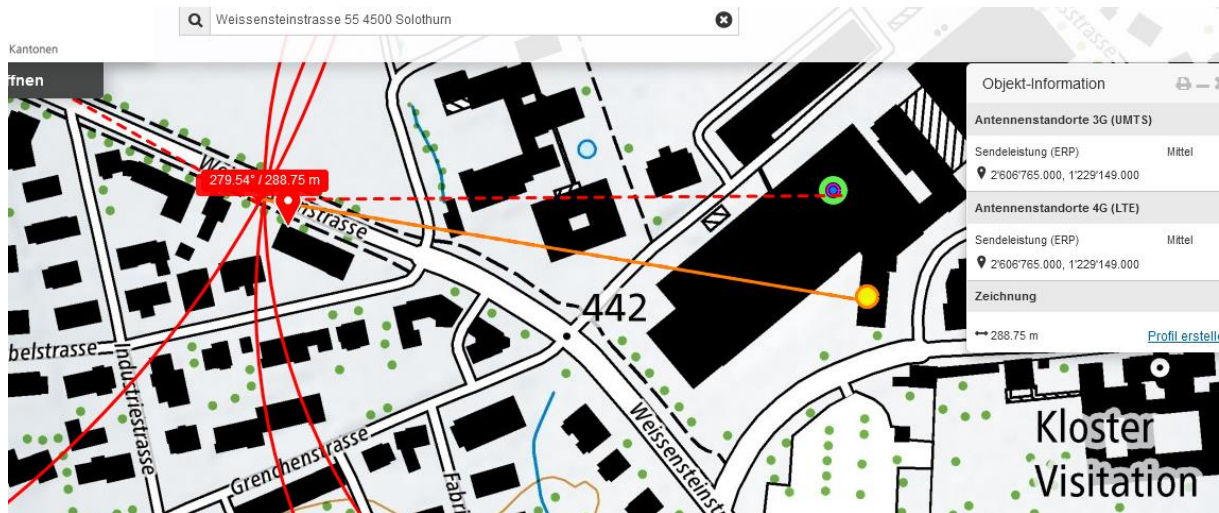 Weissensteinstrasse 55 4500 Solothurn
Kantonen
ffnen
Objekt-Information
Antennenstandorte 3G (UMTS)
Sendeleistung (ERP) Mittel
2'606'765.000, 1'229'149.000
Antennenstandorte 4G (LTE)
Sendeleistung (ERP) Mittel
2'606'765.000, 1'229'149.000
Zeichnung
288.75 m Profil erstelle
279.54° / 288.75 m
442
belstrasse
Industriestrasse
Grenchenstrasse
Fabri
Weissensteinst
Kloster
Visitation